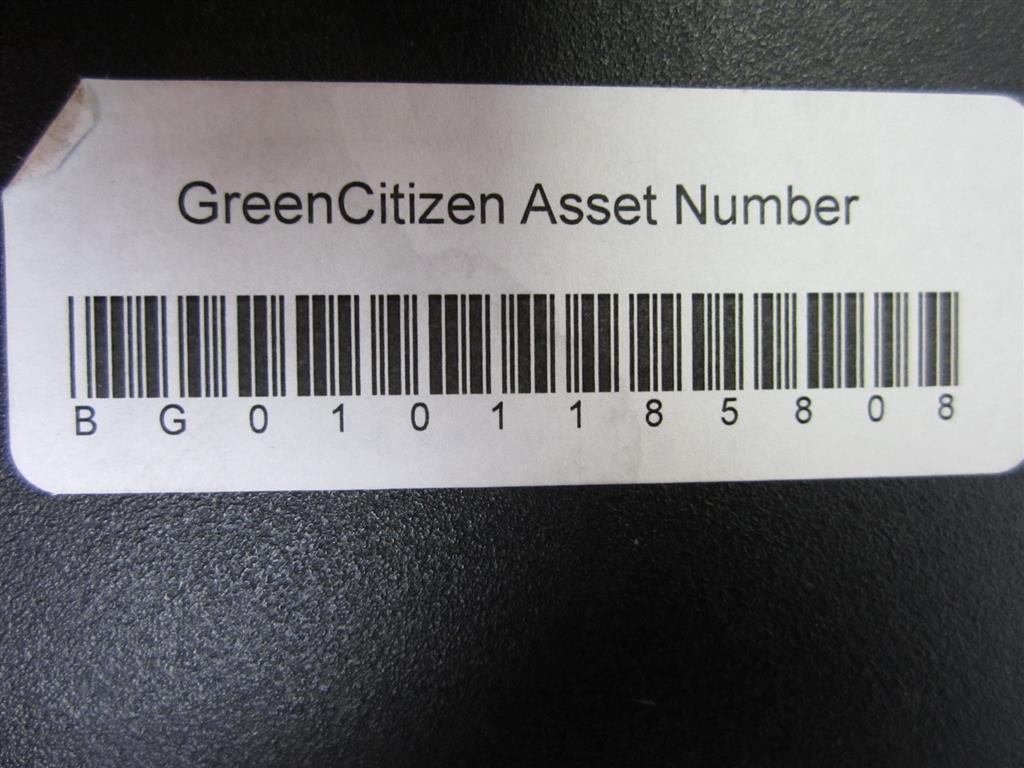 GreenCitizen Asset Number
B G 0 1 0 1 1 8 5 8 0 8